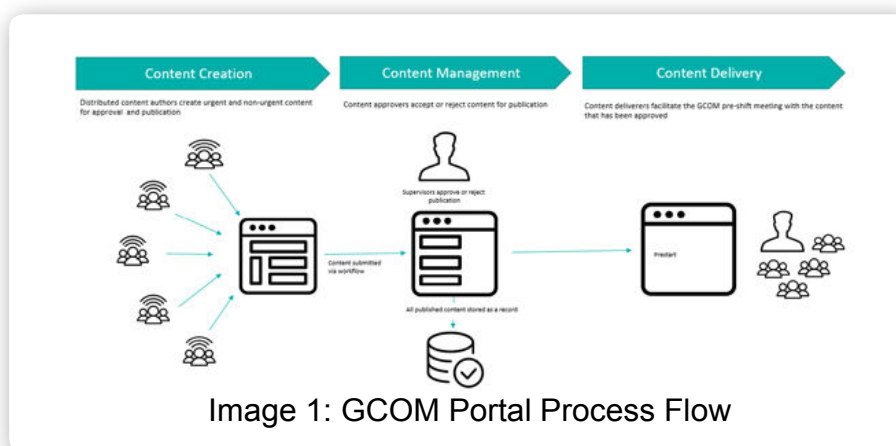 Content Creation
Content Management
Content Delivery
Distributed content authors create urgent and non-urgent content
for approval and publication
Content approvers accept or reject content for publication
Content deliverers facilitate the GCOM pre-shift meeting with the content
that has been approved
Supervisors approve or reject
publication
Content submitted
via workflow
Prestart
All published content stored as a record
Image 1: GCOM Portal Process Flow